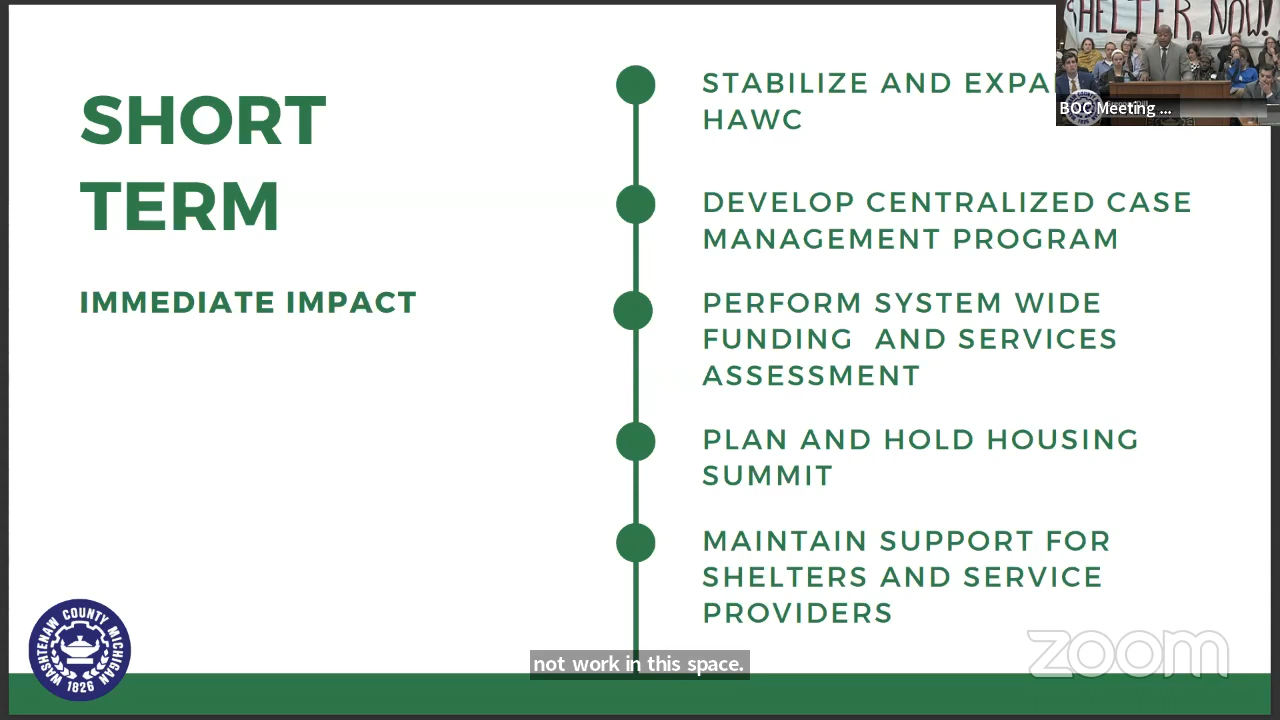 SHORT
TERM
IMMEDIATE IMPACT
STABILIZE AND EXPA
HAWC
DEVELOP CENTRALIZED CASE
MANAGEMENT PROGRAM
PERFORM SYSTEM WIDE
FUNDING AND SERVICES
ASSESSMENT
PLAN AND HOLD HOUSING
SUMMIT
MAINTAIN SUPPORT FOR
SHELTERS AND SERVICE
PROVIDERS
SHELTER NOW!
BOC Meeting ...
WASHTENAW COUNTY MICHIGAN
1826
not work in this space.
zoom